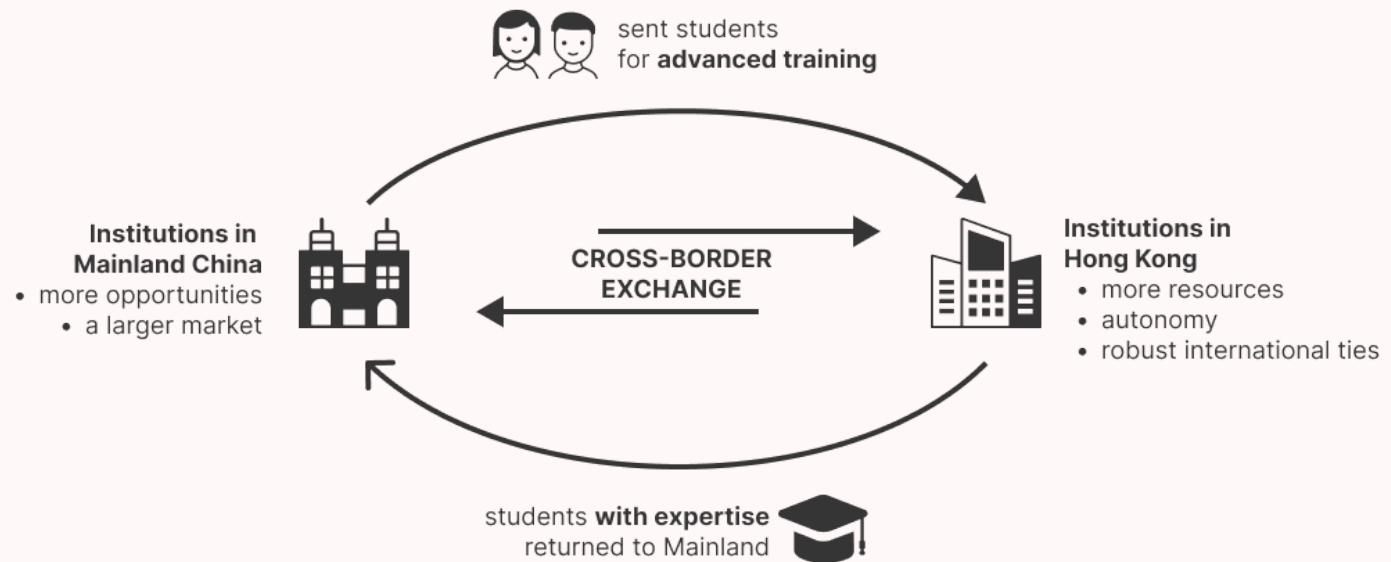 sent students
for advanced training
Institutions in
Mainland China
• more opportunities
• a larger market
CROSS-BORDER
EXCHANGE
Institutions in
Hong Kong
• more resources
• autonomy
• robust international ties
students with expertise
returned to Mainland